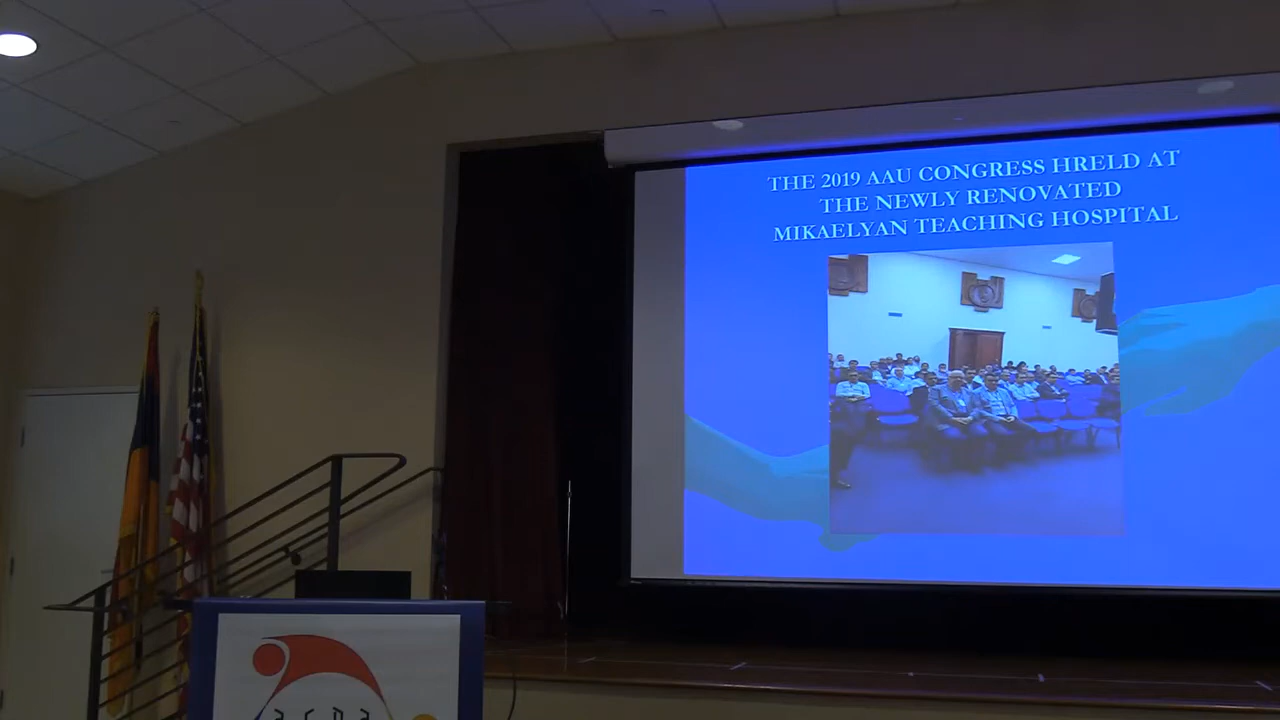 THE 2019 AAU CONGRESS HRELD AT
THE NEWLY RENOVATED
MIKAELYAN TEACHING HOSPITAL